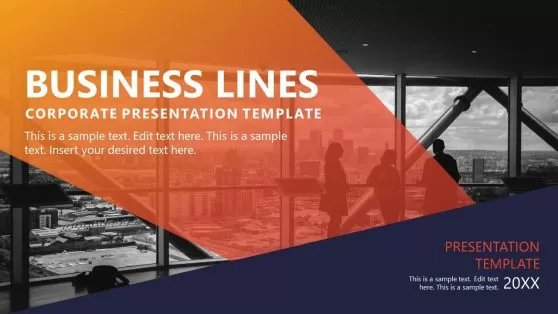 BUSINESS LINES
CORPORATE PRESENTATION TEMPLATE
This is a sample text. Edit text here. This is a sample
text. Insert your desired text here.
PRESENTATION
TEMPLATE
This is a sample text. Edit text
here. This is a sample text.
20XX